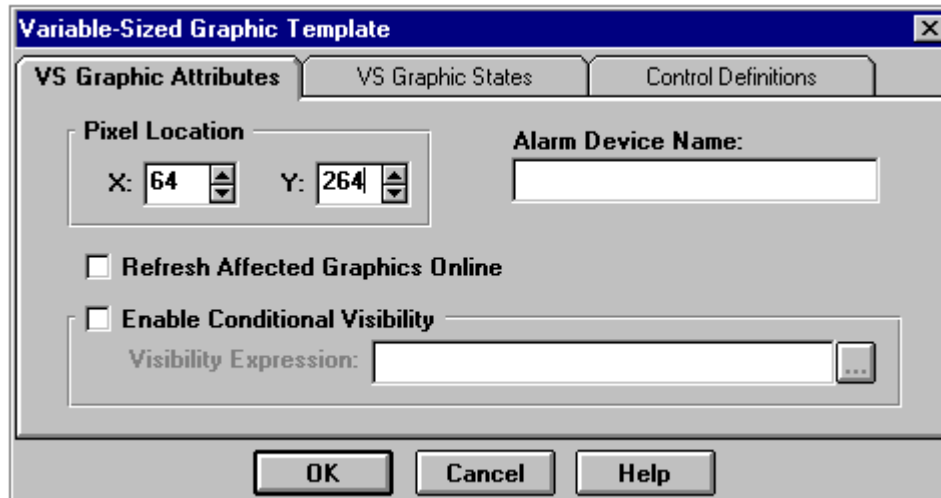 Variable-Sized Graphic Template
VS Graphic Attributes VS Graphic States Control Definitions
Pixel Location
Alarm Device Name:
X: 64 Y: 264
Refresh Affected Graphics Online
Enable Conditional Visibility
Visibility Expression: ...
OK Cancel Help